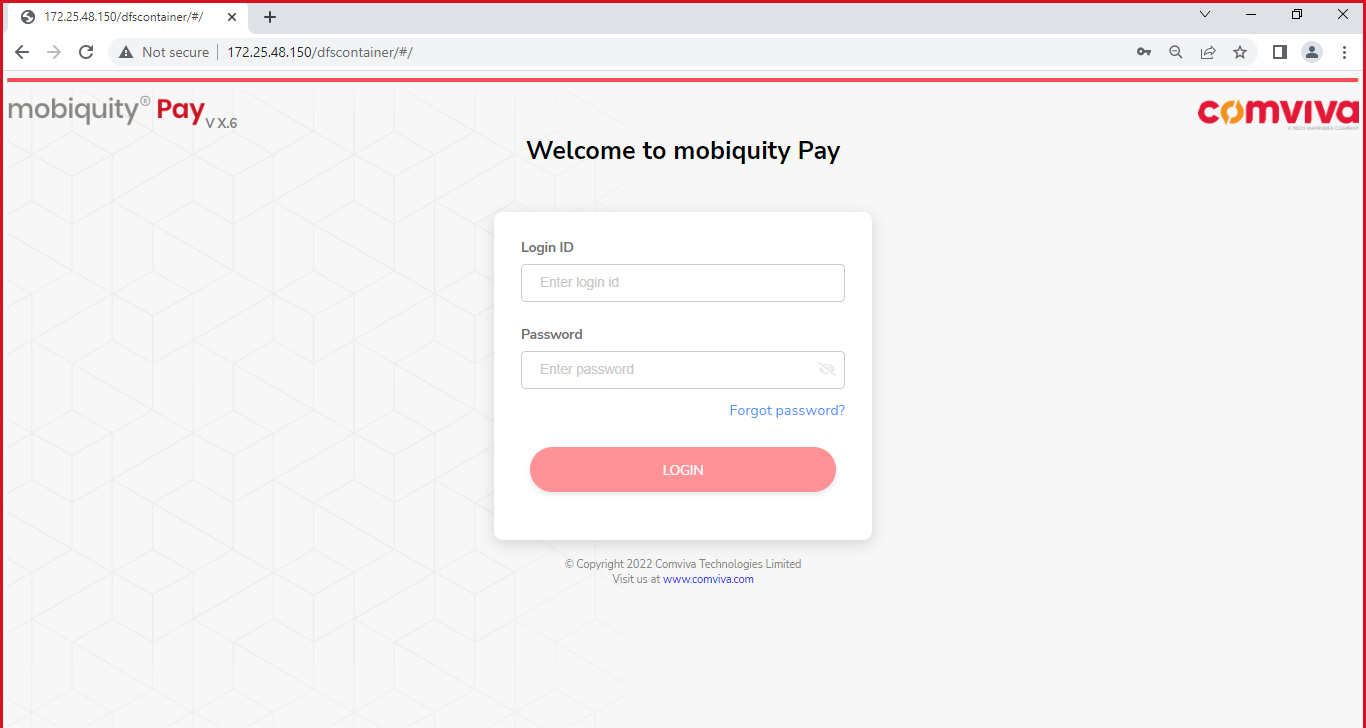 172.25.48.150/dfscontainer/#/
Not secure 172.25.48.150/dfscontainer/#/
mobiquity® Pay V X.6
comviva
A TECH MAHINDRA COMPANY
Welcome to mobiquity Pay
Login ID
Enter login id
Password
Enter password
Forgot password?
LOGIN
© Copyright 2022 Comviva Technologies Limited
Visit us at www.comviva.com